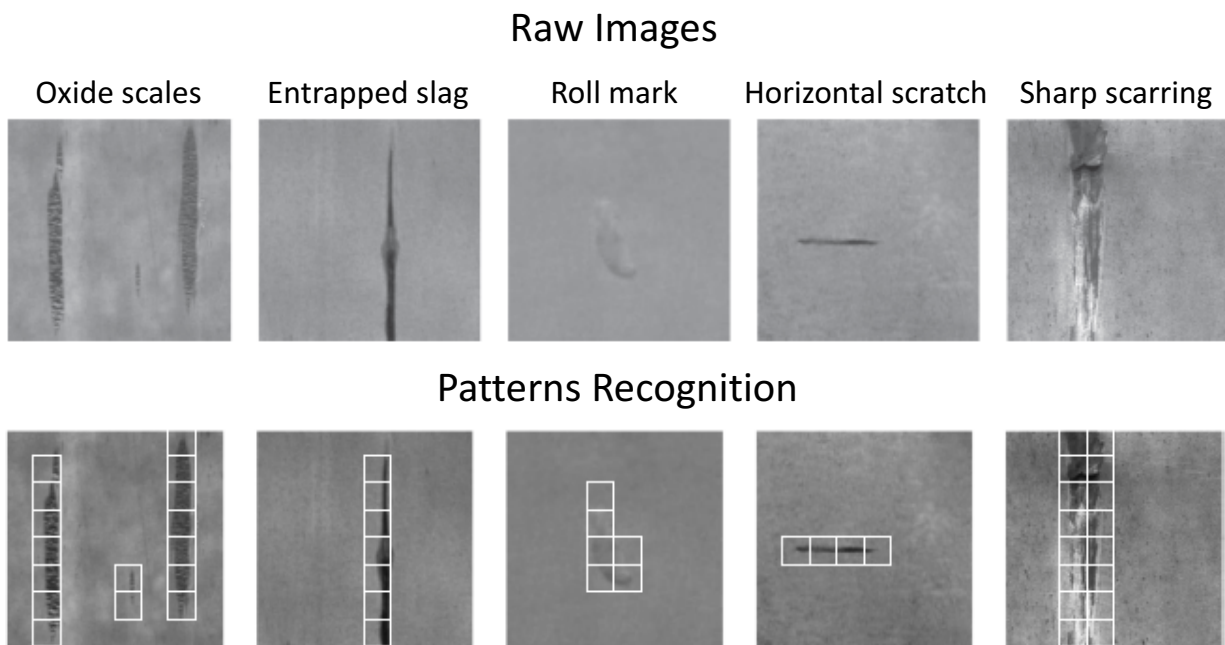 Raw Images
Oxide scales Entrapped slag Roll mark Horizontal scratch Sharp scarring
Patterns Recognition